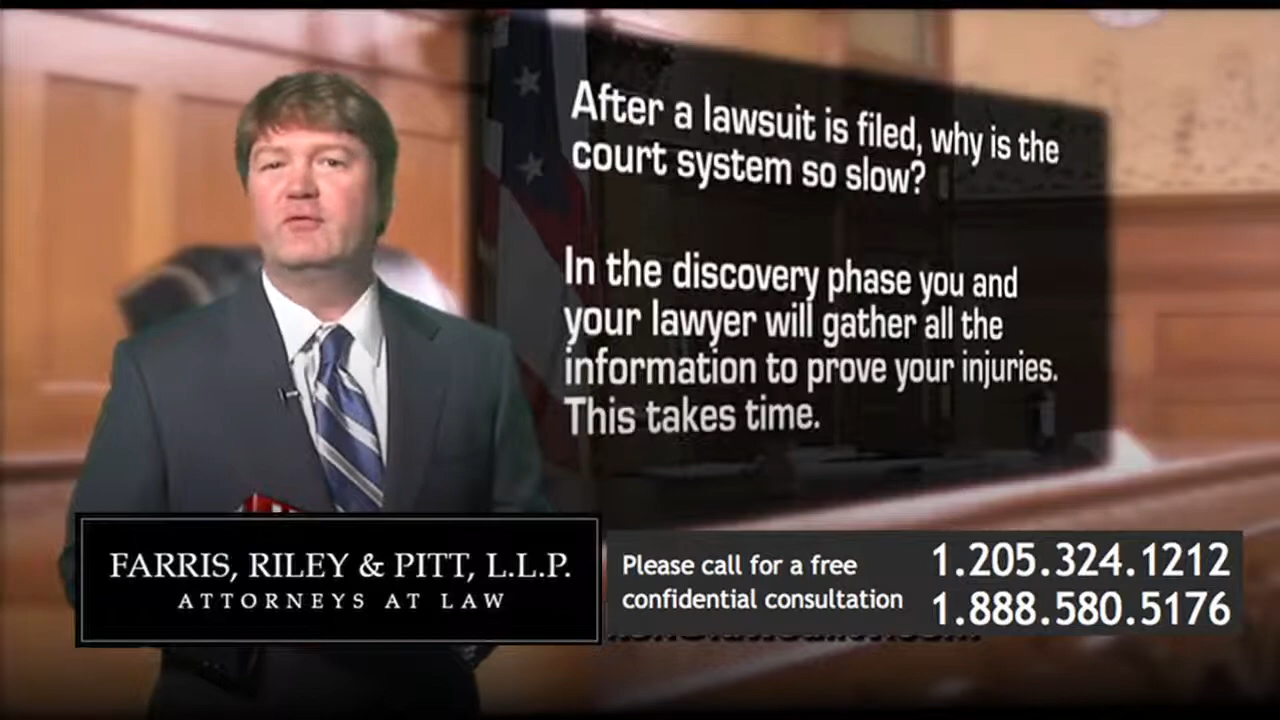 After a lawsuit is filed, why is the
court system so slow?
In the discovery phase you and
your lawyer will gather all the
information to prove your injuries.
This takes time.
FARRIS, RILEY & PITT, L.L.P.
ATTORNEYS AT LAW
Please call for a free
confidential consultation
1.205.324.1212
1.888.580.5176